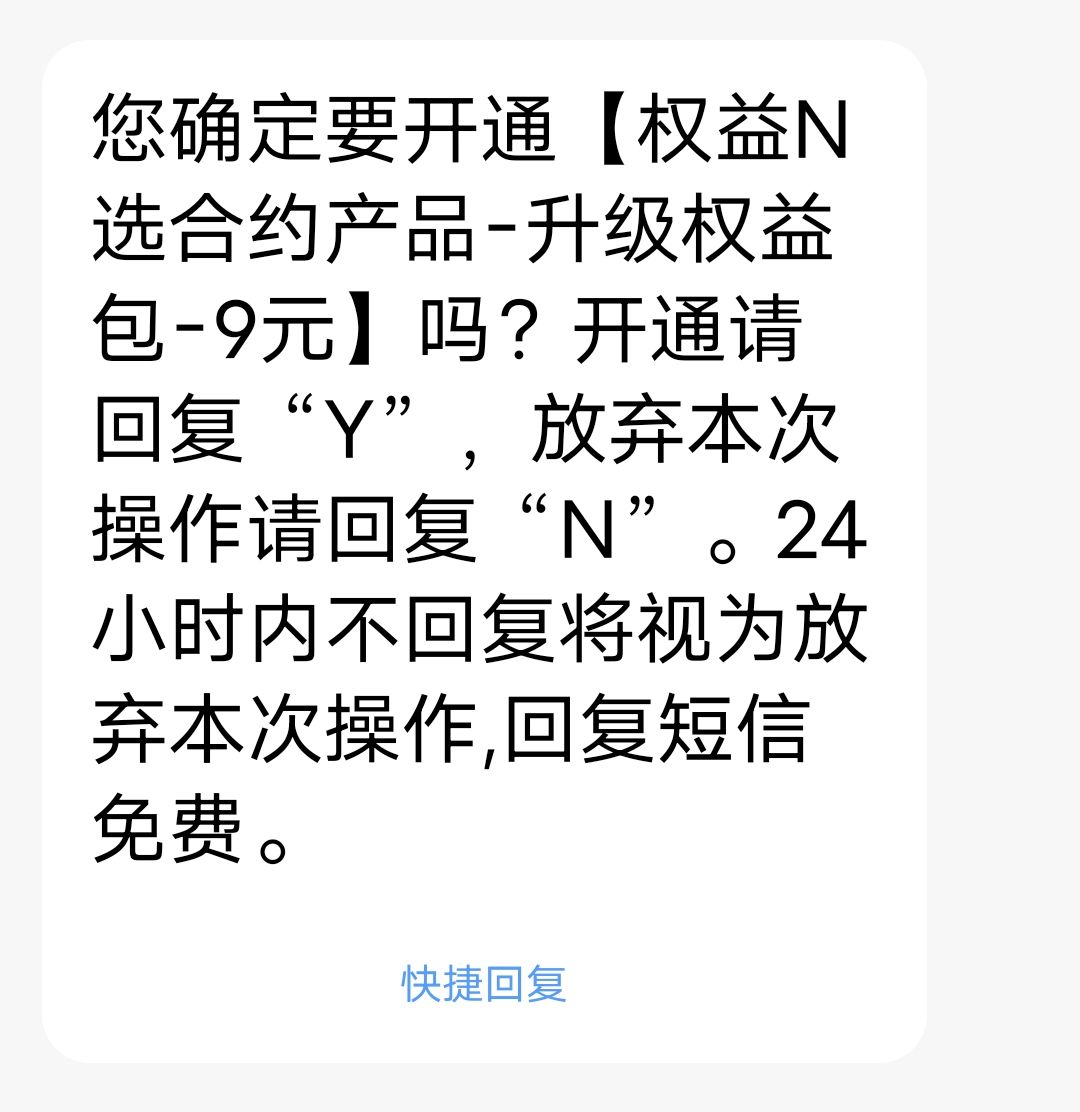 您确定要开通【权益N
选合约产品-升级权益
包-9元】吗？开通请
回复“Y”，放弃本次
操作请回复“N”。24
小时内不回复将视为放
弃本次操作,回复短信
免费。
快捷回复